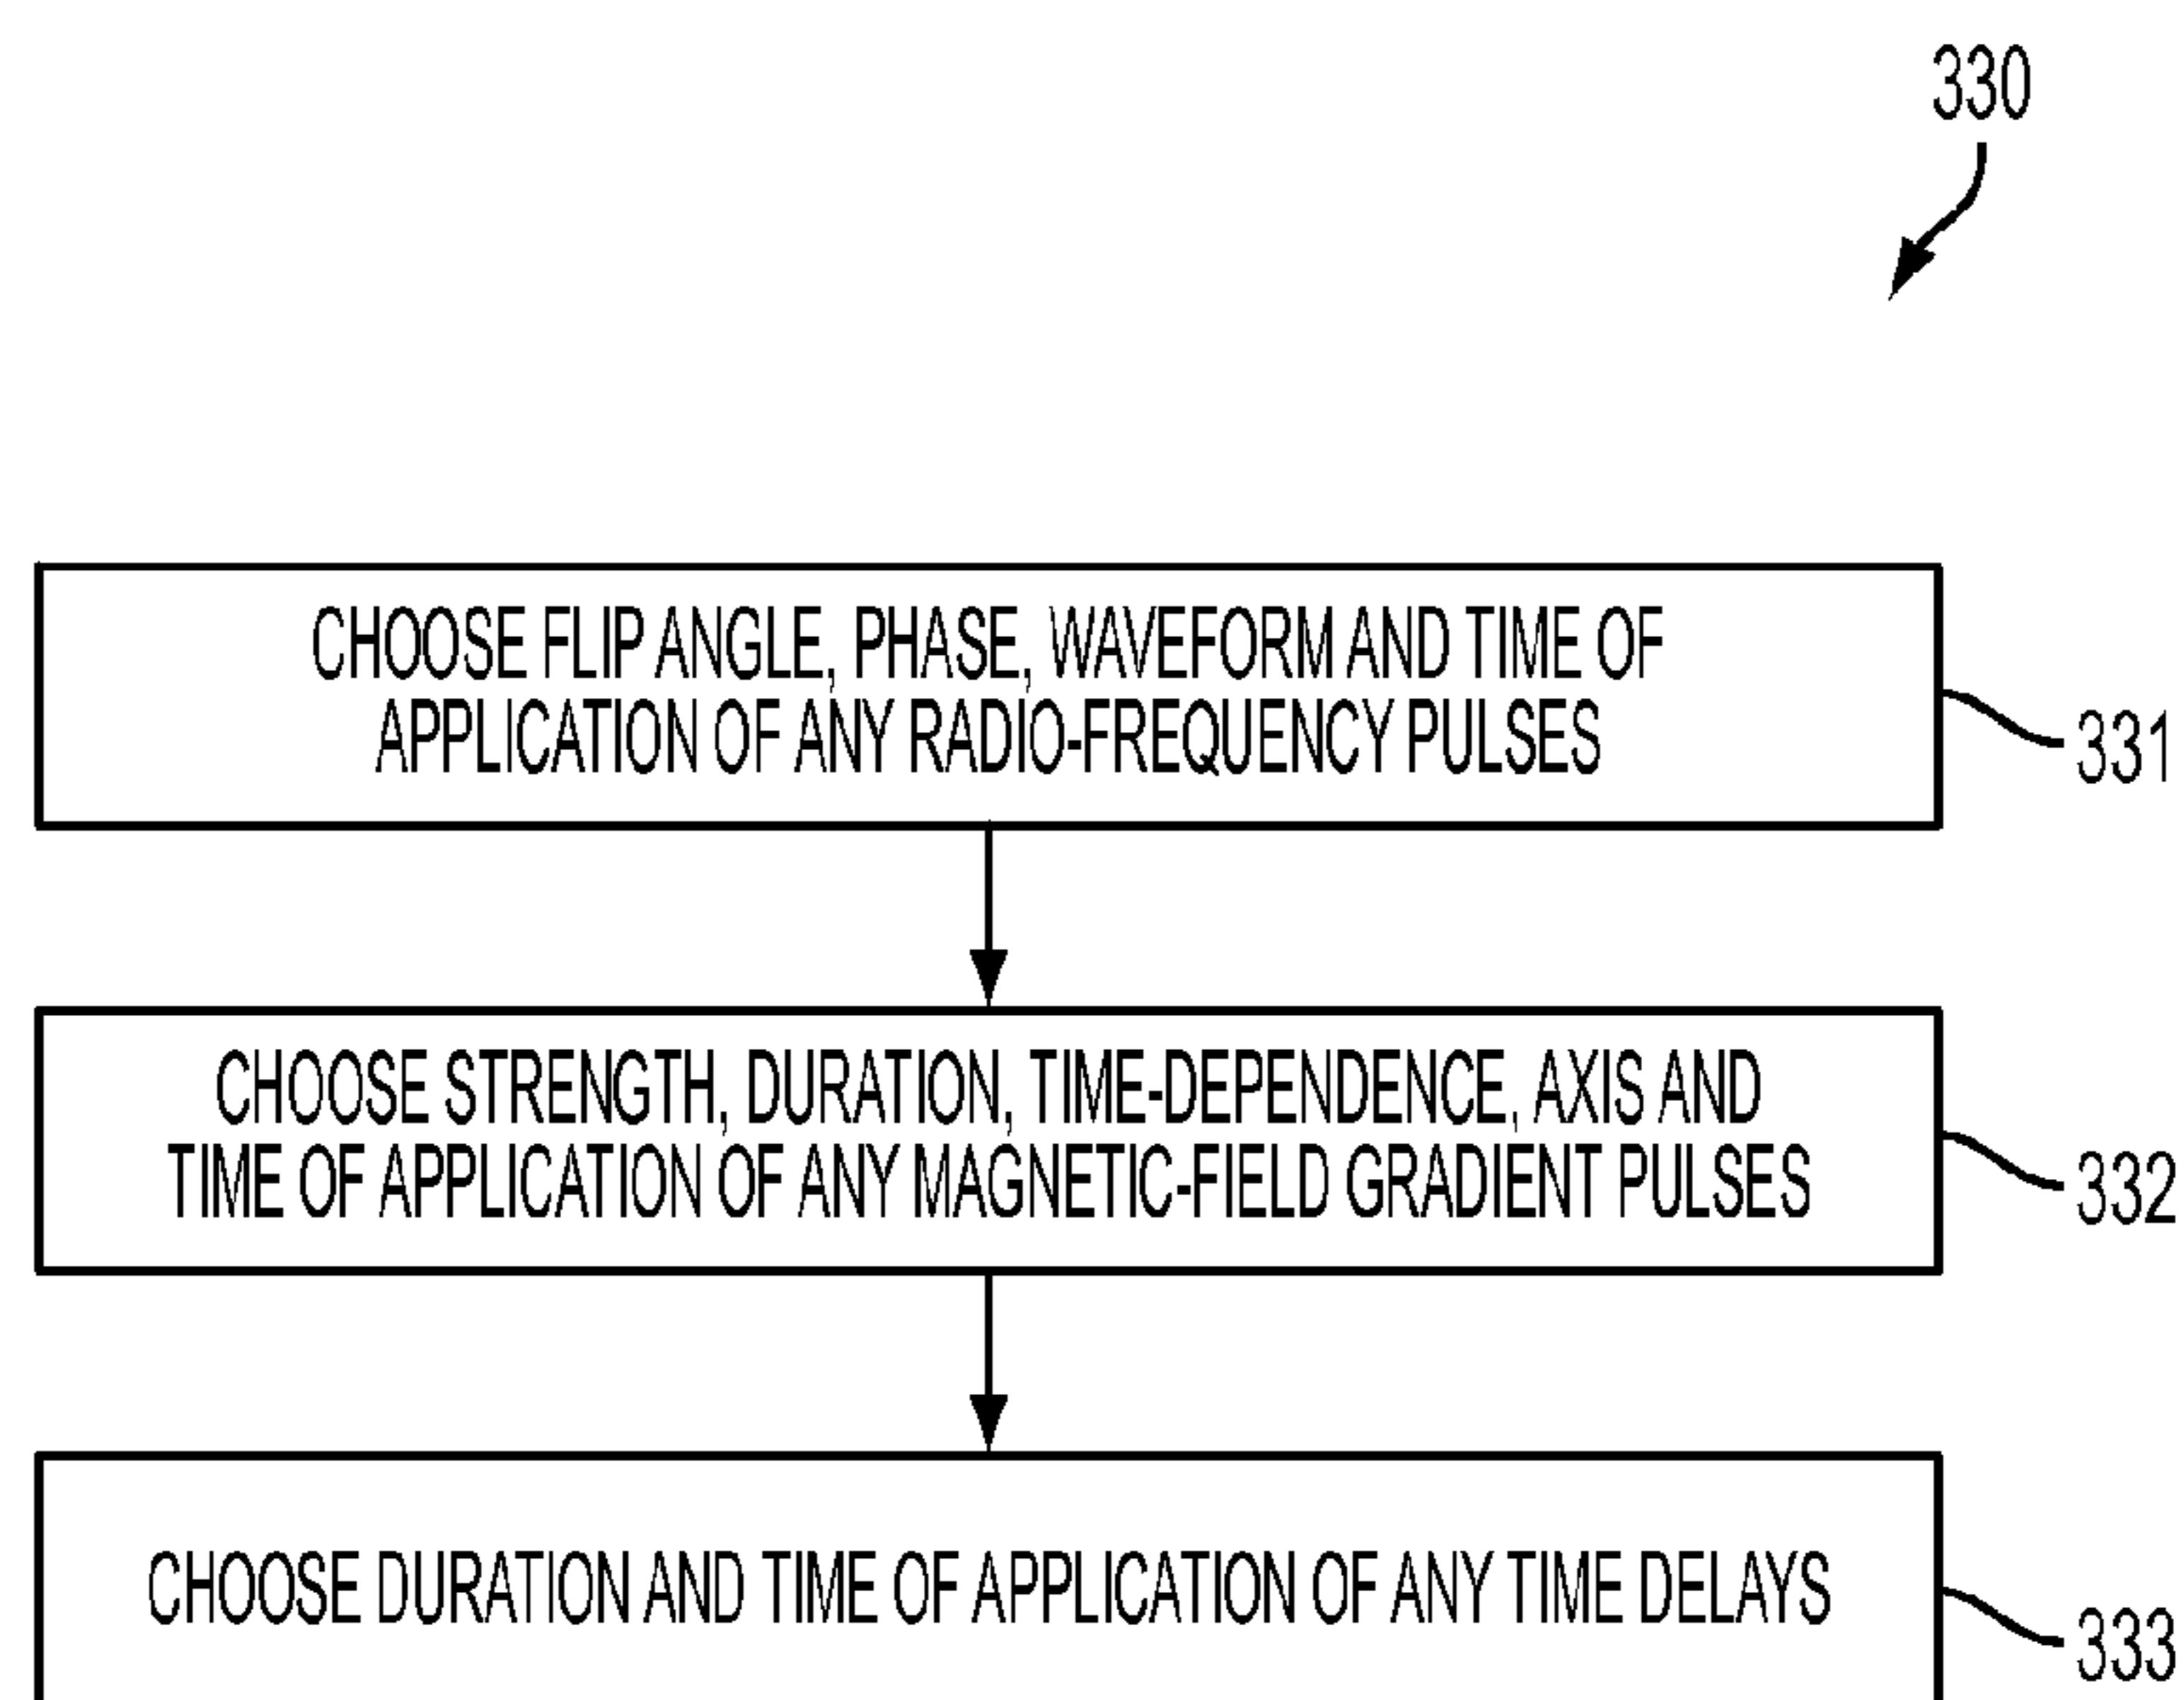 330
CHOOSE FLIP ANGLE, PHASE, WAVEFORM AND TIME OF
APPLICATION OF ANY RADIO-FREQUENCY PULSES
331
CHOOSE STRENGTH, DURATION, TIME-DEPENDENCE, AXIS AND
TIME OF APPLICATION OF ANY MAGNETIC-FIELD GRADIENT PULSES
332
CHOOSE DURATION AND TIME OF APPLICATION OF ANY TIME DELAYS
333